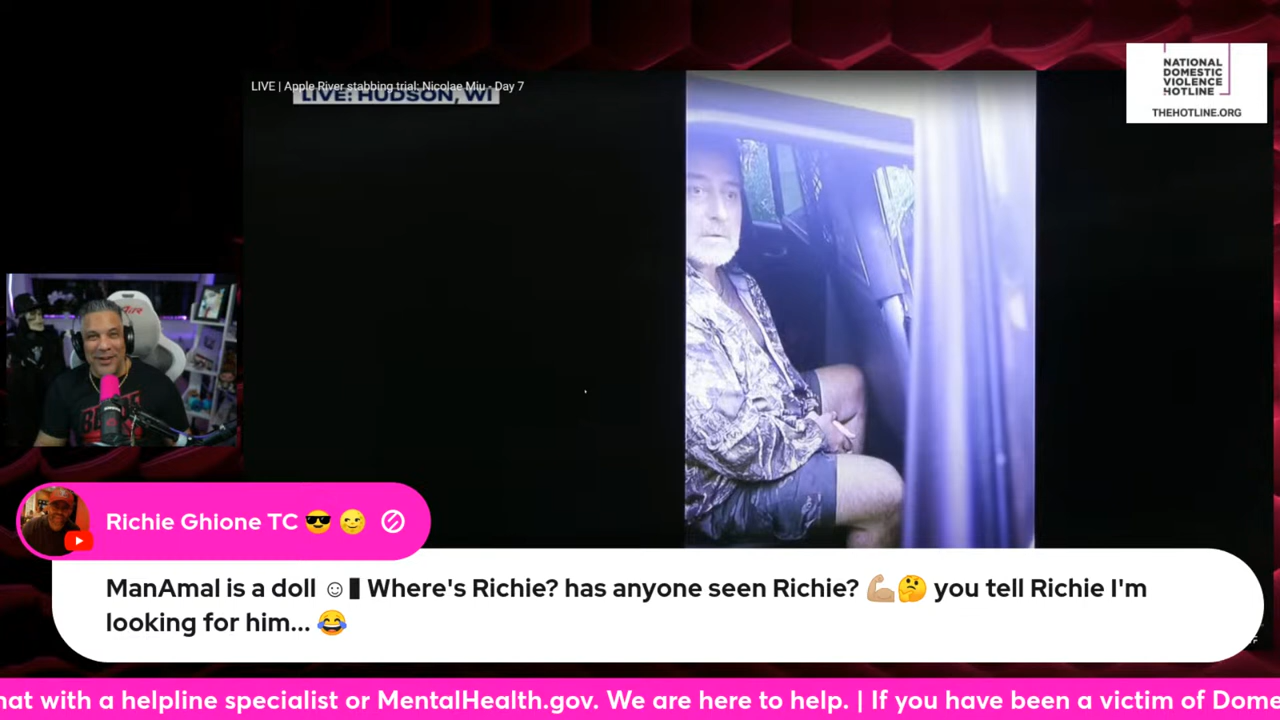 NATIONAL
DOMESTIC
VIOLENCE
HOTLINE
THEHOTLINE.ORG
LIVE | Apple River stabbing trial: Nicolae Miu - Day 7
LIVE: HUDSON, WI
Richie Ghione TC 😎 😏
ManAmal is a doll ☺️▮ Where's Richie? has anyone seen Richie? 💪🏼🤔 you tell Richie I'm
looking for him... 😂
hat with a helpline specialist or MentalHealth.gov. We are here to help. | If you have been a victim of Dome